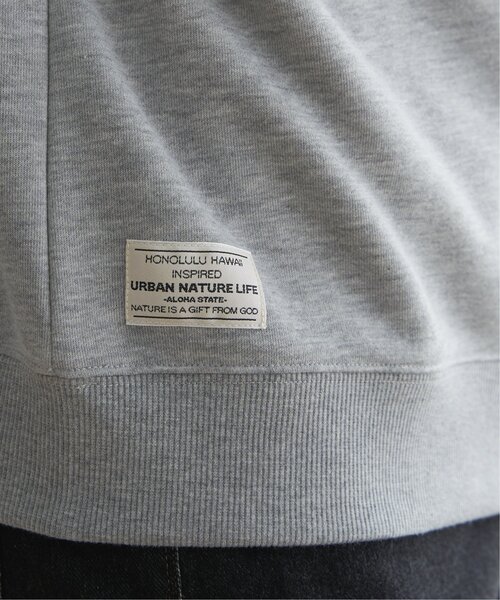 HONOLULU HAWAII
INSPIRED
URBAN NATURE LIFE
-ALOHA STATE-
NATURE IS A GIFT FROM GOD